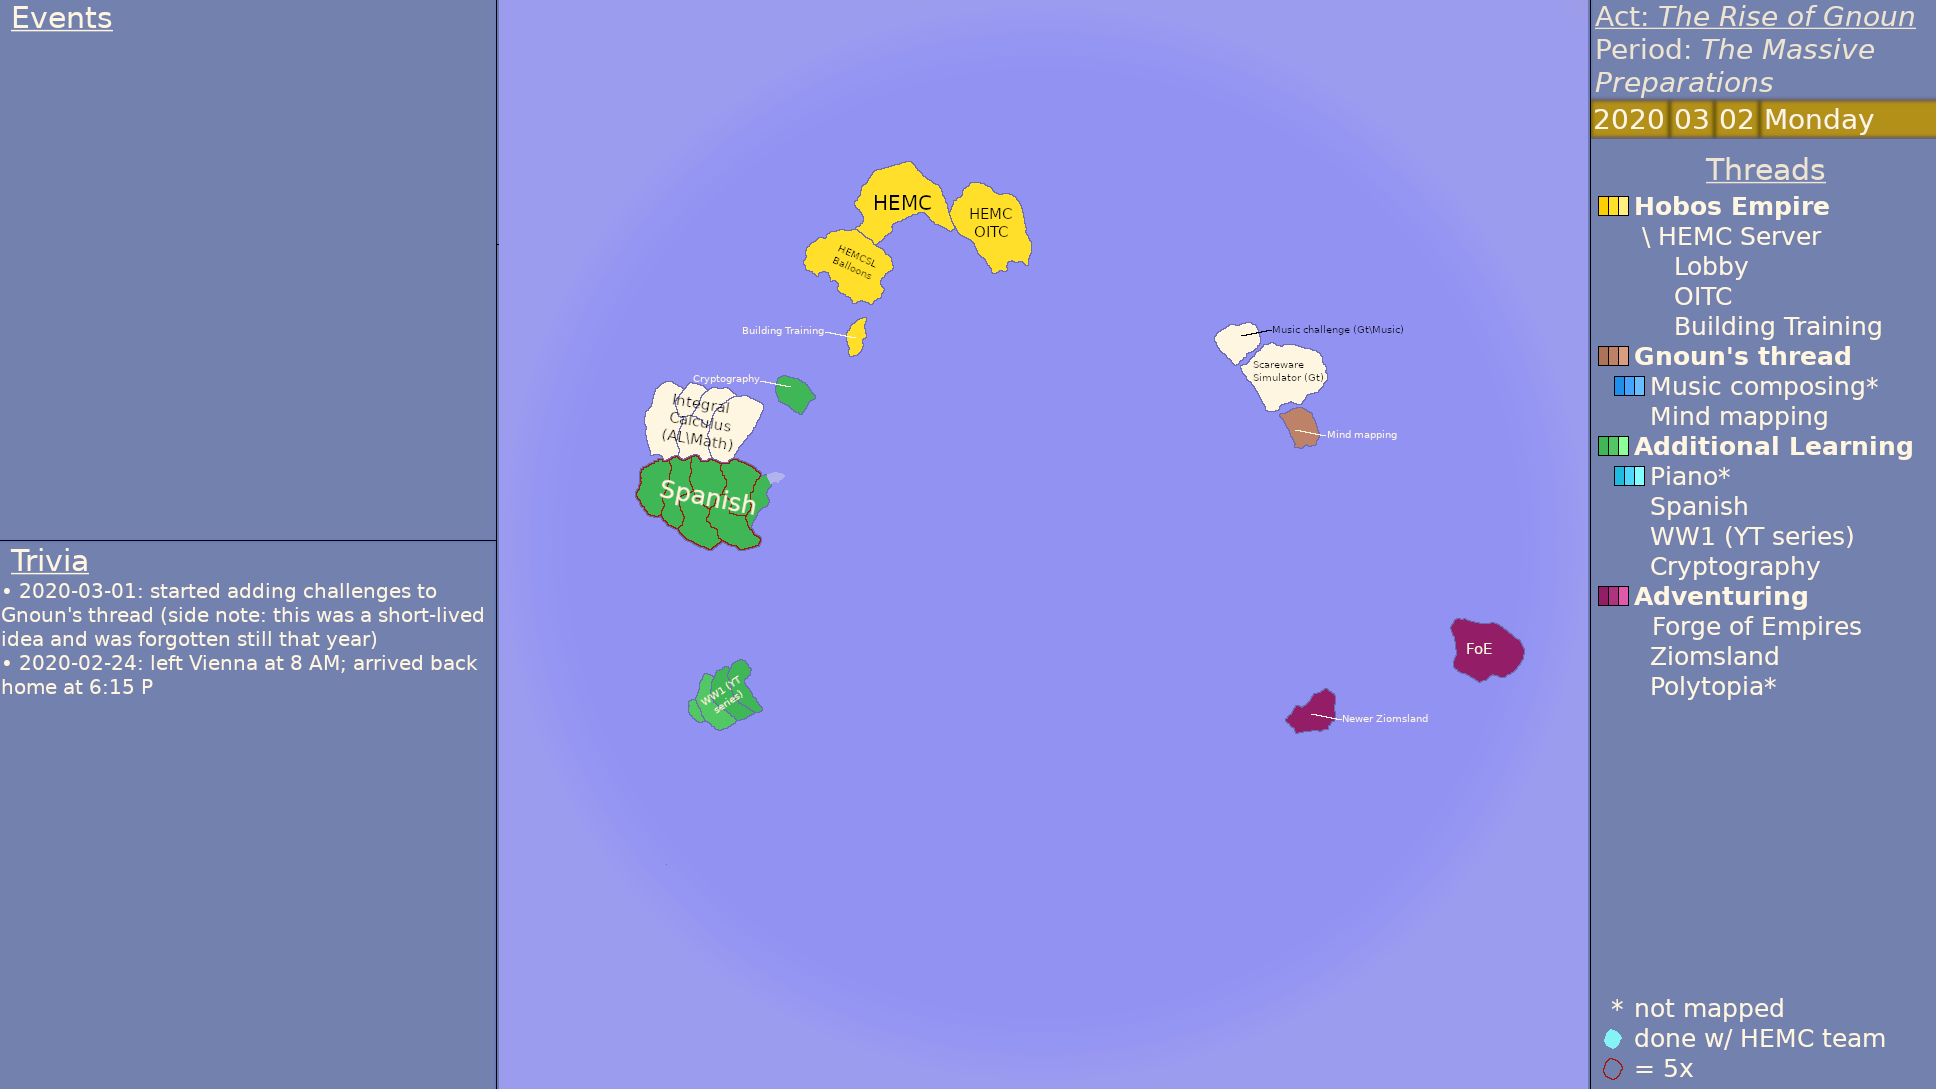 Events
Trivia
• 2020-03-01: started adding challenges to
Gnoun's thread (side note: this was a short-lived
idea and was forgotten still that year)
• 2020-02-24: left Vienna at 8 AM; arrived back
home at 6:15 P
HEMC
HEMC
OITC
HEMCSL
Balloons
Building Training
Cryptography
Integral
Calculus
(AL\Math)
Spanish
WW1 (YT
series)
Music challenge (Gt\Music)
Scareware
Simulator (Gt)
Mind mapping
FoE
Newer Ziomsland
Act: The Rise of Gnoun
Period: The Massive
Preparations
2020 03 02 Monday
Threads
Hobos Empire
\ HEMC Server
Lobby
OITC
Building Training
Gnoun's thread
Music composing*
Mind mapping
Additional Learning
Piano*
Spanish
WW1 (YT series)
Cryptography
Adventuring
Forge of Empires
Ziomsland
Polytopia*
* not mapped
done w/ HEMC team
= 5x